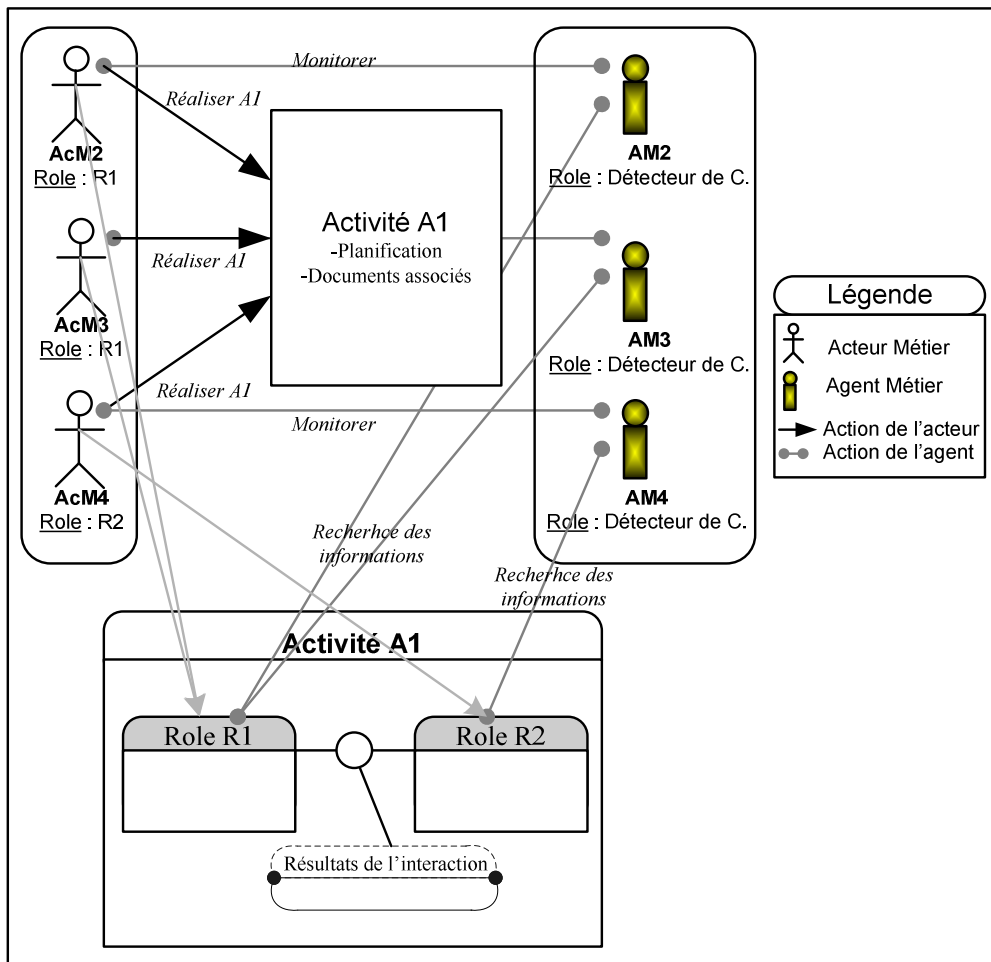 Monitorer
Réaliser A1
AcM2
Role : R1
AM2
Role : Détecteur de C.
Activité A1
-Planification
-Documents associés
Réaliser A1
AcM3
Role : R1
AM3
Role : Détecteur de C.
Réaliser A1
Monitorer
AcM4
Role : R2
AM4
Role : Détecteur de C.
Légende
Acteur Métier
Agent Métier
Action de l'acteur
Action de l'agent
Recherhce des
informations
Recherhce des
informations
Activité A1
Role R1
Role R2
Résultats de l'interaction